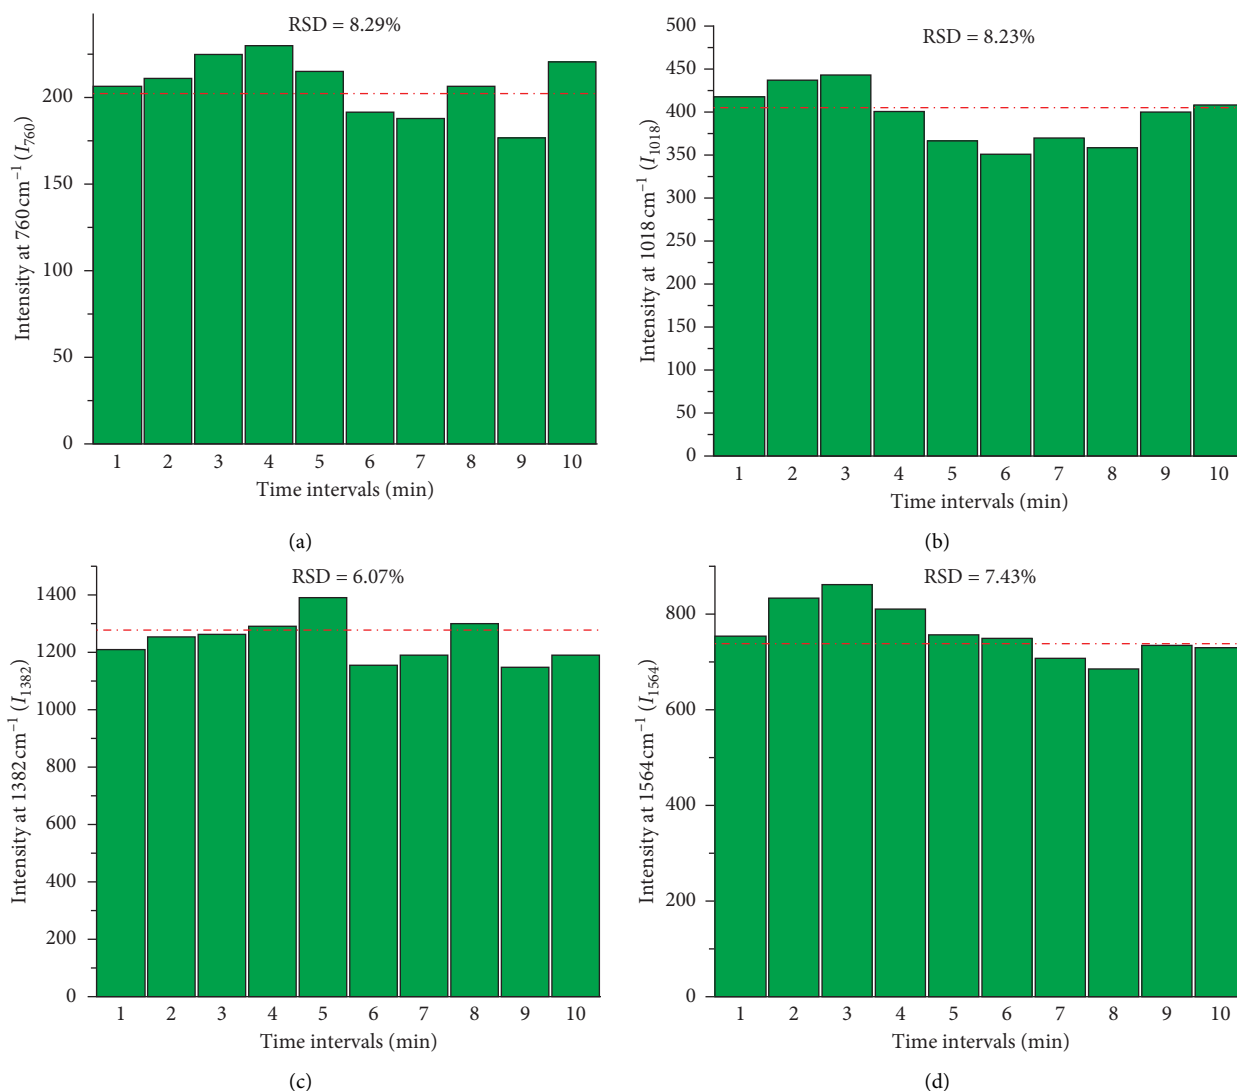 RSD = 8.29%
200
150
100
50
0
Intensity at 760 cm⁻¹ (I₇₆₀)
1 2 3 4 5 6 7 8 9 10
Time intervals (min)
(a)
RSD = 8.23%
500
450
400
350
300
250
200
150
100
50
0
Intensity at 1018 cm⁻¹ (I₁₀₁₈)
1 2 3 4 5 6 7 8 9 10
Time intervals (min)
(b)
RSD = 6.07%
1400
1200
1000
800
600
400
200
0
Intensity at 1382 cm⁻¹ (I₁₃₈₂)
1 2 3 4 5 6 7 8 9 10
Time intervals (min)
(c)
RSD = 7.43%
800
600
400
200
0
Intensity at 1564 cm⁻¹ (I₁₅₆₄)
1 2 3 4 5 6 7 8 9 10
Time intervals (min)
(d)